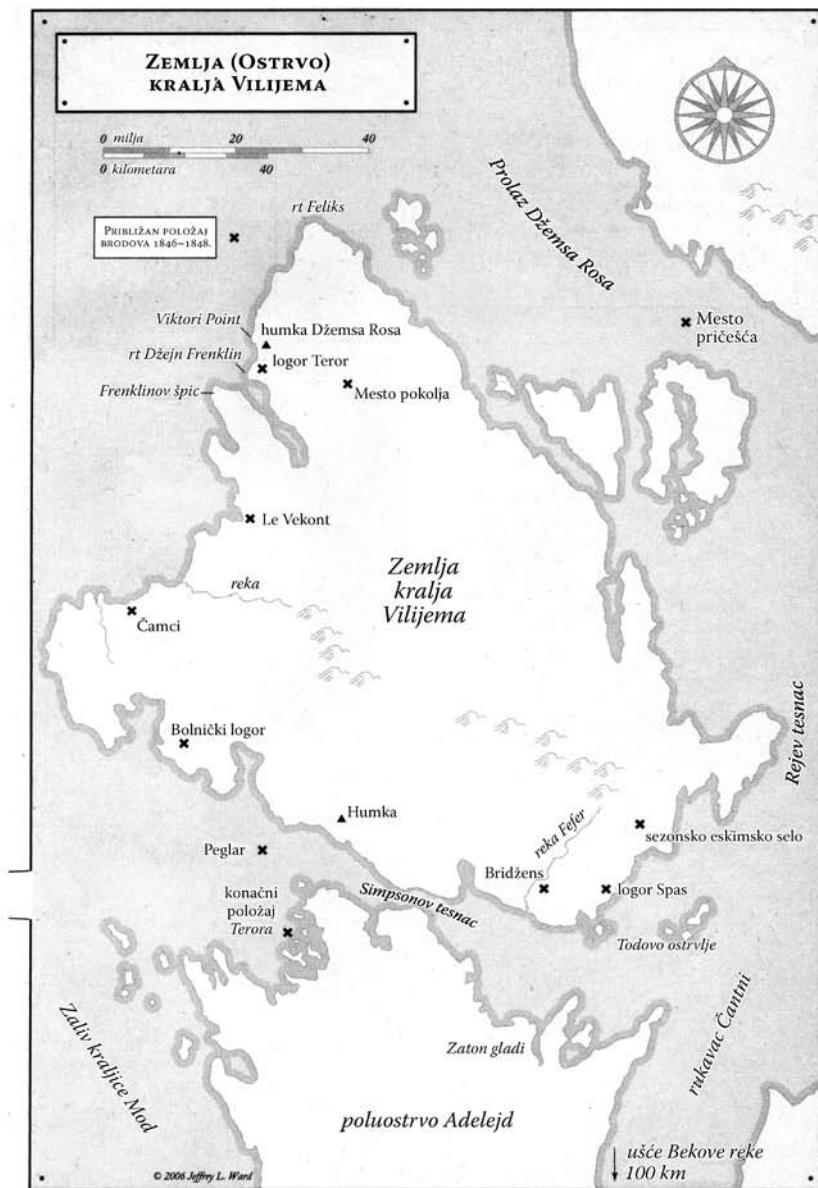 Zemlja (Ostrvo)
kralja Vilijema
0 milja 20 40
0 kilometara 40
rt Feliks
Približan položaj
brodova 1846–1848.
Prolaz Džemsa Rosa
Viktori Point
humka Džemsa Rosa
Mesto
pričešća
rt Džejn Frenklin
logor Teror
Frenklinov špic
Mesto pokolja
Le Vekont
Zemlja
kralja
Vilijema
reka
Čamci
Rejev tesnac
Bolnički logor
Humka
reka Fefer
sezonsko eskimsko selo
Peglar
Bridžens
logor Spas
Simpsonov tesnac
konačni
položaj
Terora
Todovo ostrvlje
Zaliv kraljice Mod
Zaton gladi
rukavac Čantni
poluostrvo Adelejd
ušće Bekove reke
100 km
© 2006 Jeffrey L. Ward